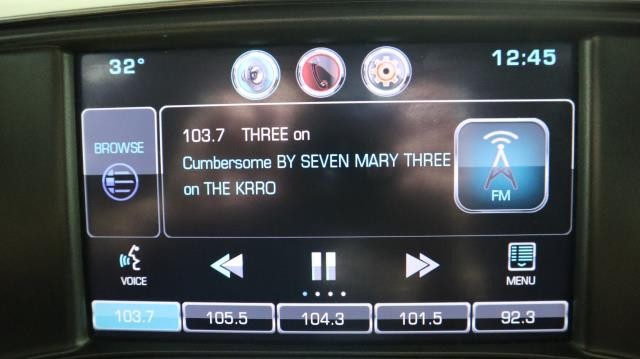 32°
12:45
BROWSE
103.7 THREE on
Cumbersome BY SEVEN MARY THREE
on THE KRRO
FM
VOICE
MENU
103.7 105.5 104.3 101.5 92.3